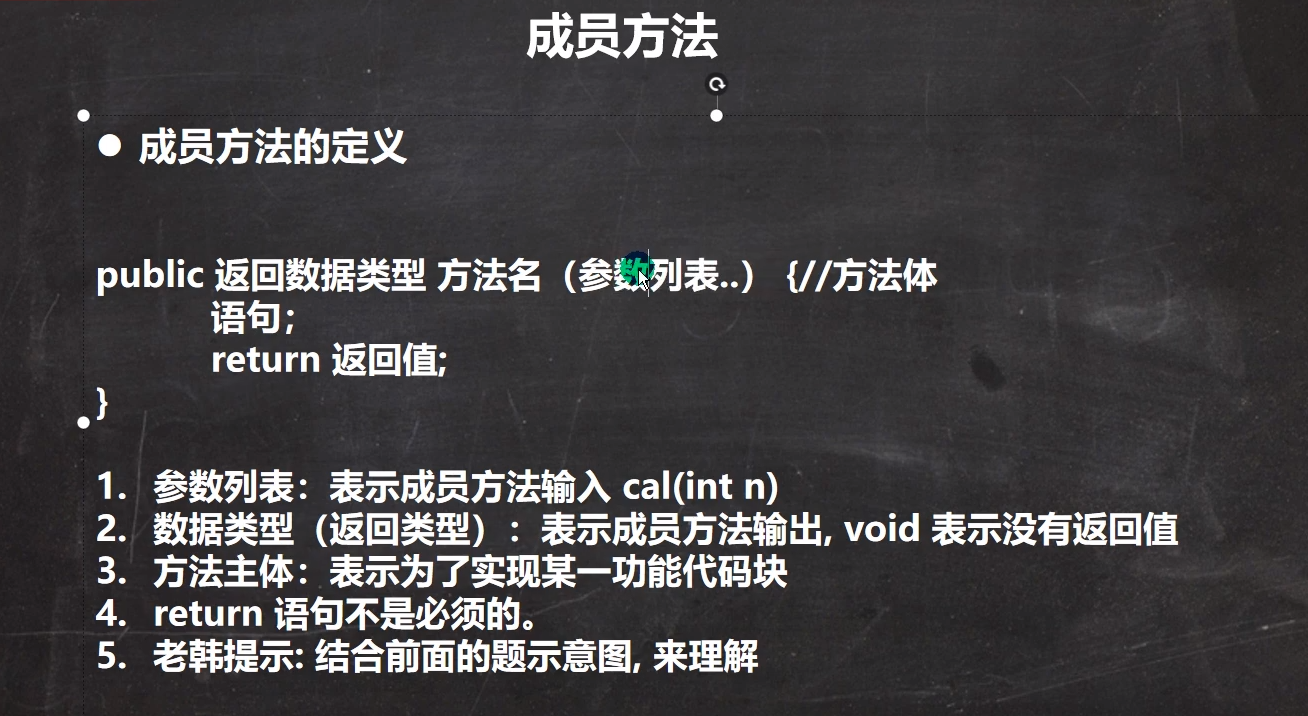 成员方法
● 成员方法的定义
public 返回数据类型 方法名（参数列表..） {//方法体
语句；
return 返回值;
}
1. 参数列表：表示成员方法输入 cal(int n)
2. 数据类型（返回类型）：表示成员方法输出, void 表示没有返回值
3. 方法主体：表示为了实现某一功能代码块
4. return 语句不是必须的。
5. 老韩提示: 结合前面的题示意图, 来理解